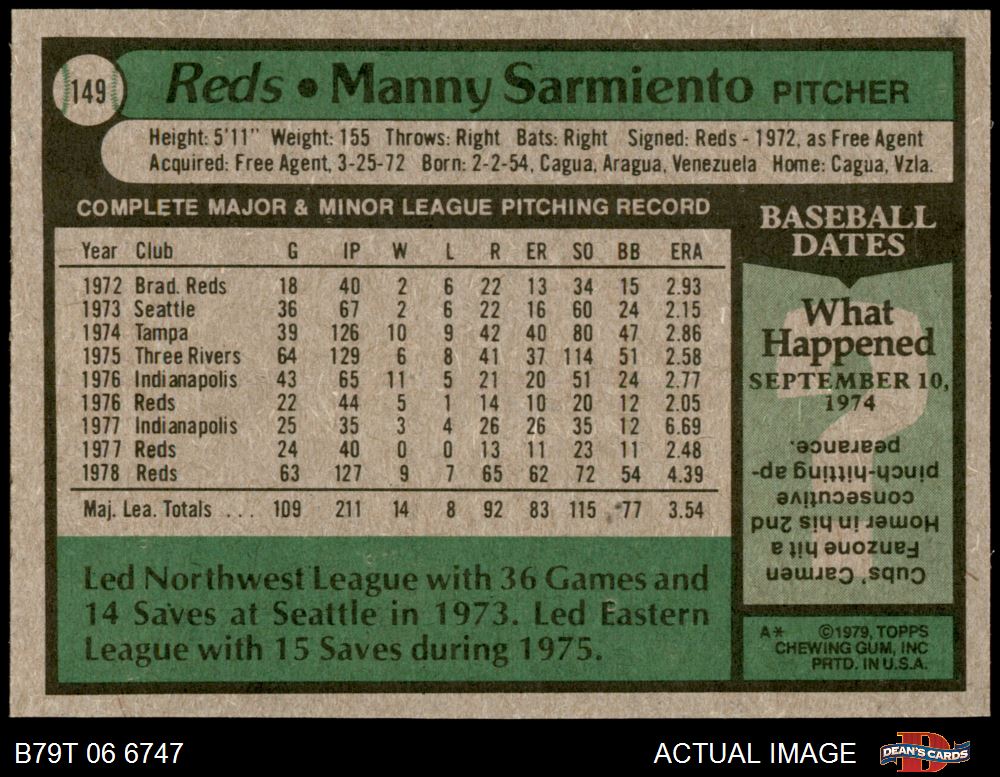 149
Reds • Manny Sarmiento PITCHER
Height: 5'11" Weight: 155 Throws: Right Bats: Right Signed: Reds - 1972, as Free Agent
Acquired: Free Agent, 3-25-72 Born: 2-2-54, Cagua, Aragua, Venezuela Home: Cagua, Vzla.
COMPLETE MAJOR & MINOR LEAGUE PITCHING RECORD
Year Club G IP W L R ER SO BB ERA
1972 Brad. Reds 18 40 2 6 22 13 34 15 2.93
1973 Seattle 36 67 2 6 22 16 60 24 2.15
1974 Tampa 39 126 10 9 42 40 80 47 2.86
1975 Three Rivers 64 129 6 8 41 37 114 51 2.58
1976 Indianapolis 43 65 11 5 21 20 51 24 2.77
1976 Reds 22 44 5 1 14 10 20 12 2.05
1977 Indianapolis 25 35 3 4 26 26 35 12 6.69
1977 Reds 24 40 0 0 13 11 23 11 2.48
1978 Reds 63 127 9 7 65 62 72 54 4.39
Maj. Lea. Totals . . . 109 211 14 8 92 83 115 77 3.54
Led Northwest League with 36 Games and
14 Saves at Seattle in 1973. Led Eastern
League with 15 Saves during 1975.
BASEBALL
DATES
What
Happened
SEPTEMBER 10,
1974
Cubs' Carmen
Fanzone hit a
Homer in his 2nd
consecutive
pinch-hitting ap-
pearance.
A* ©1979, TOPPS
CHEWING GUM, INC
PRTD. IN U.S.A.
B79T 06 6747
ACTUAL IMAGE
DEAN'S CARDS